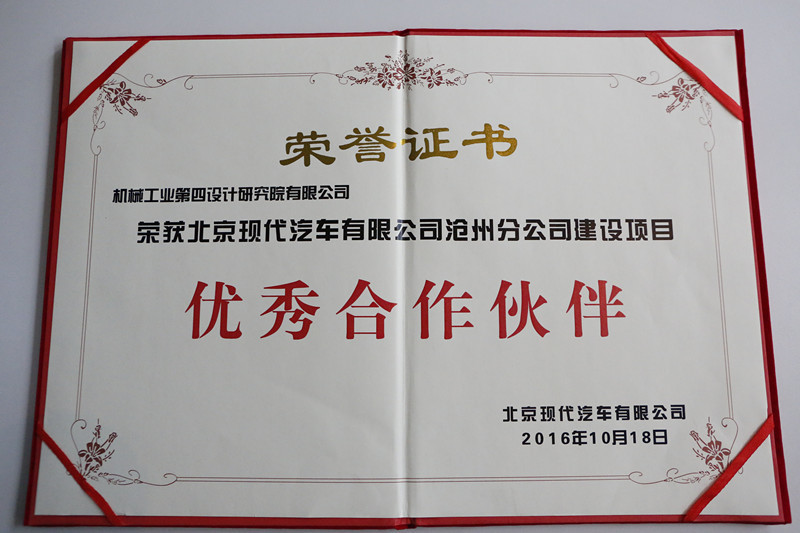 荣誉证书
机械工业第四设计研究院有限公司
荣获北京现代汽车有限公司沧州分公司建设项目
优秀合作伙伴
北京现代汽车有限公司
2016年10月18日